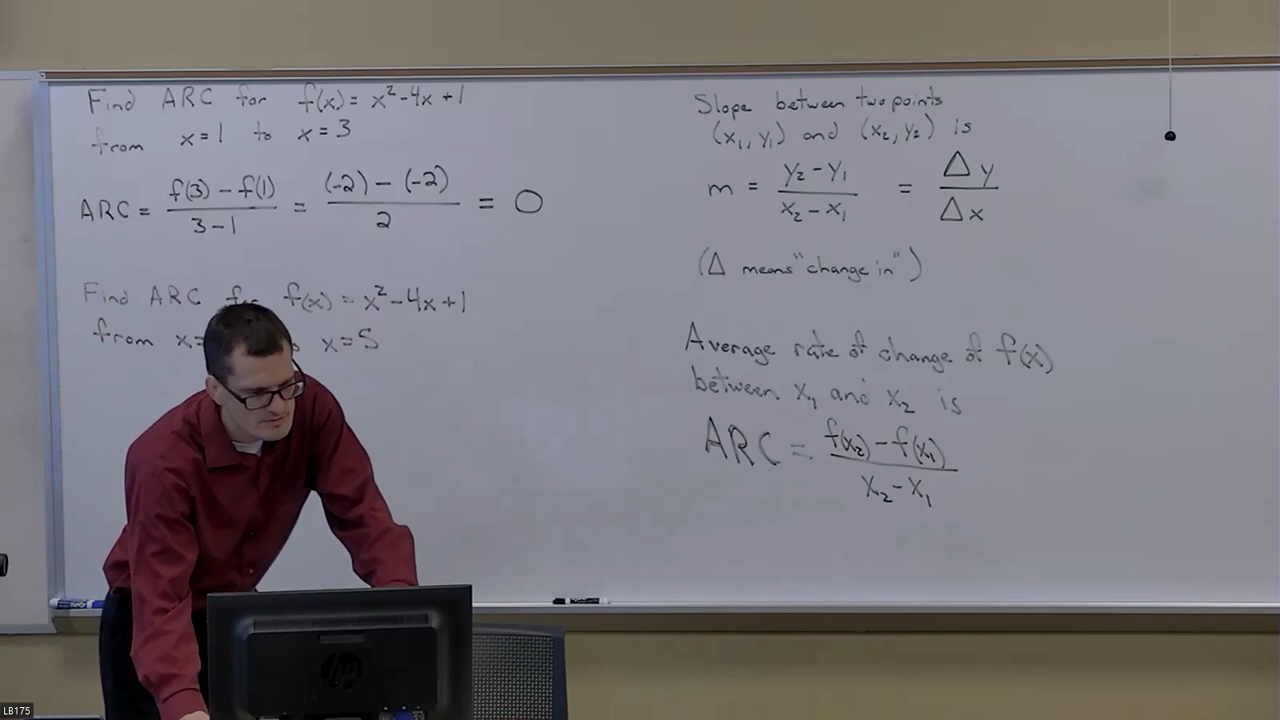 Find ARC for f(x) = x²-4x+1
from x=1 to x=3
ARC = f(3) - f(1) / 3-1 = (-2) - (-2) / 2 = 0
Find ARC for f(x) = x²-4x+1
from x= x=5
Slope between two points
(x₁, y₁) and (x₂, y₂) is
m = y₂-y₁ / x₂-x₁ = Δy / Δx
(Δ means "change in")
Average rate of change of f(x)
between x₁ and x₂ is
ARC = f(x₂)-f(x₁) / x₂-x₁
hp
LB175